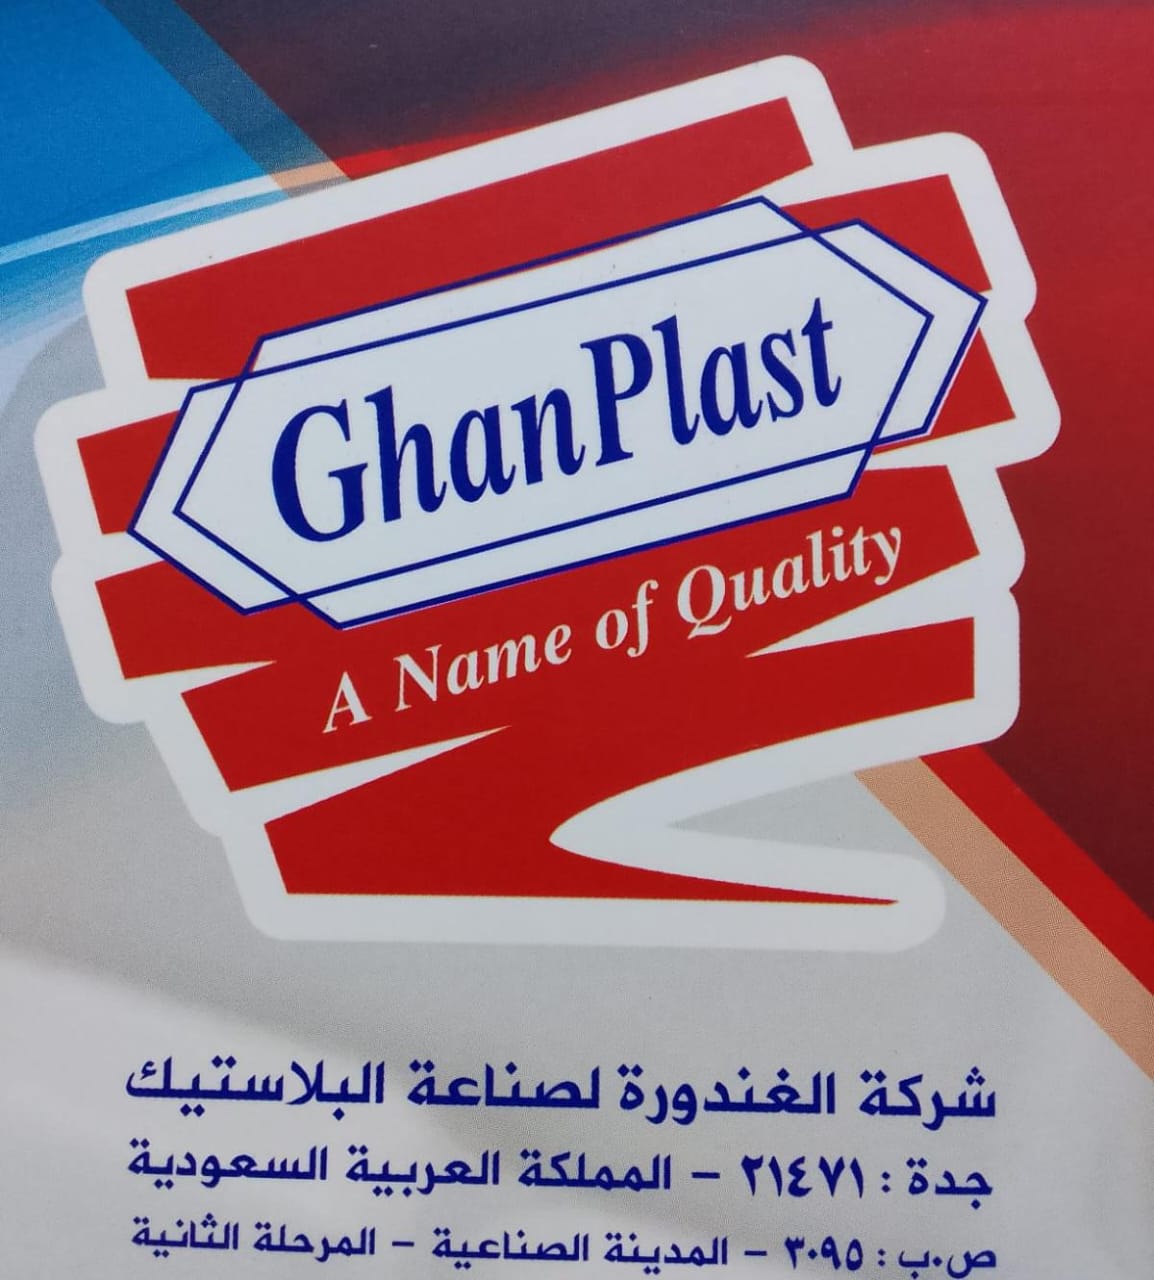 GhanPlast
A Name of Quality
شركة الغندورة لصناعة البلاستيك
جدة : ٢١٤٧١ - المملكة العربية السعودية
ص.ب : ٣٠٩٥ - المدينة الصناعية - المرحلة الثانية